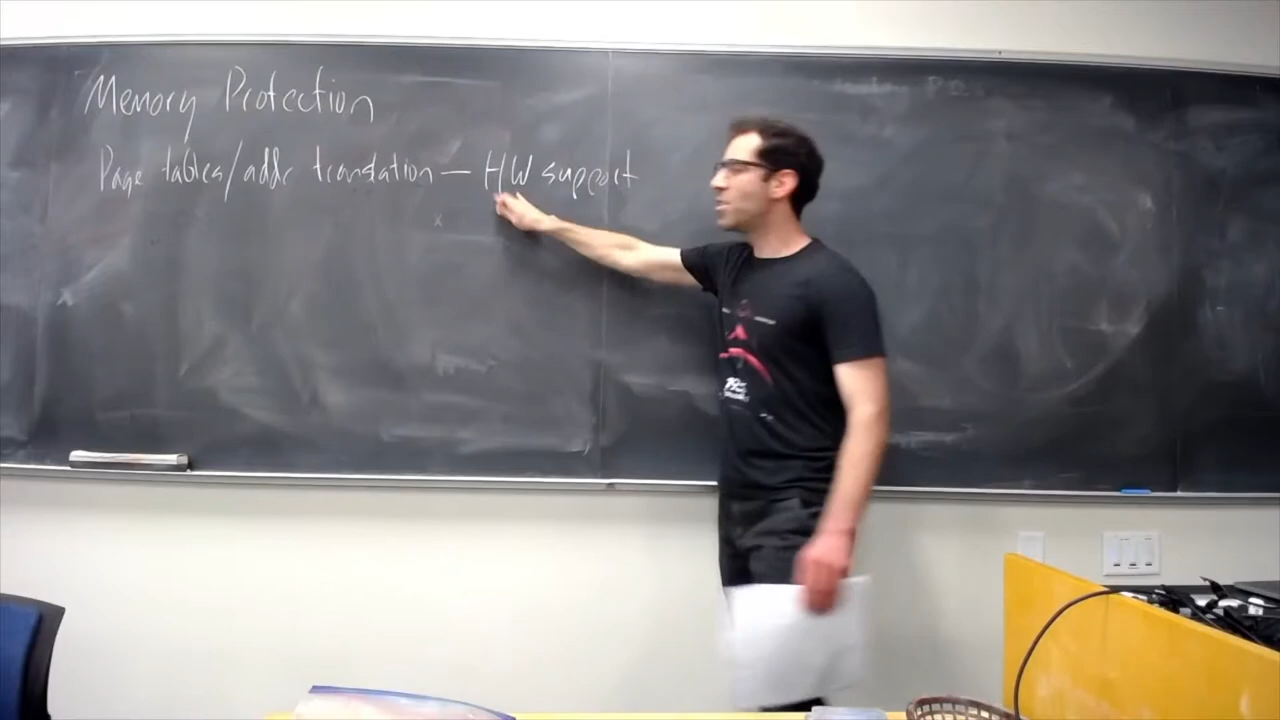 Memory Protection
Page tables/addr translation — HW support
x